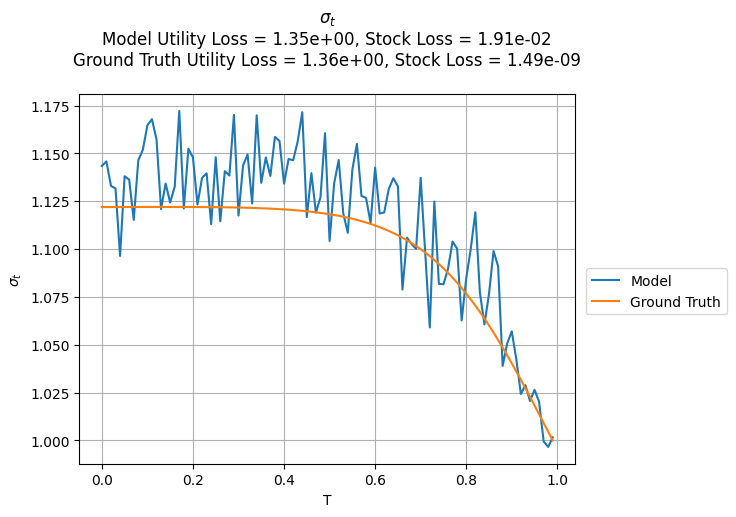 σₜ
Model Utility Loss = 1.35e+00, Stock Loss = 1.91e-02
Ground Truth Utility Loss = 1.36e+00, Stock Loss = 1.49e-09
1.175
1.150
1.125
1.100
1.075
1.050
1.025
1.000
σₜ
0.0 0.2 0.4 0.6 0.8 1.0
T
Model
Ground Truth